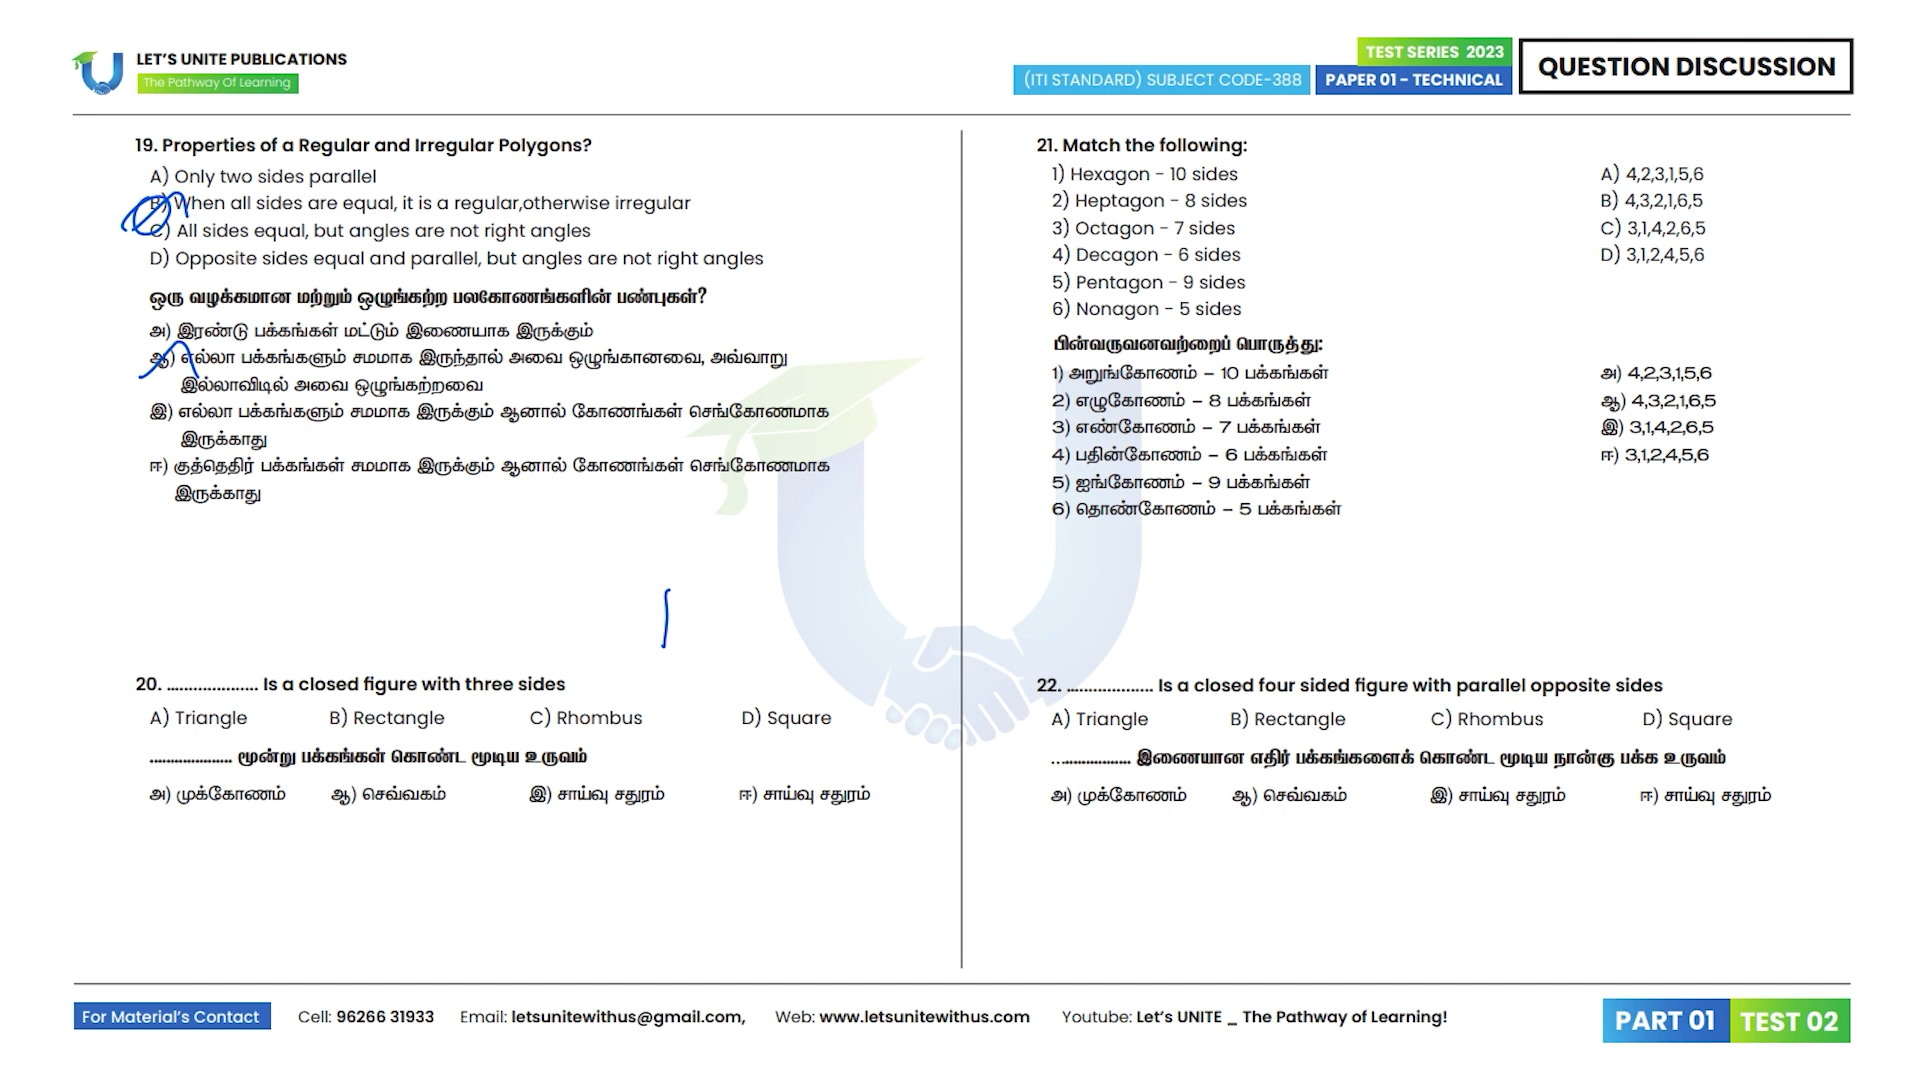 LET'S UNITE PUBLICATIONS
The Pathway Of Learning
TEST SERIES 2023
(ITI STANDARD) SUBJECT CODE-388
PAPER 01 - TECHNICAL
QUESTION DISCUSSION
19. Properties of a Regular and Irregular Polygons?
A) Only two sides parallel
B) When all sides are equal, it is a regular,otherwise irregular
C) All sides equal, but angles are not right angles
D) Opposite sides equal and parallel, but angles are not right angles
ஒரு வழக்கமான மற்றும் ஒழுங்கற்ற பலகோணங்களின் பண்புகள்?
அ) இரண்டு பக்கங்கள் மட்டும் இணையாக இருக்கும்
ஆ) எல்லா பக்கங்களும் சமமாக இருந்தால் அவை ஒழுங்கானவை, அவ்வாறு
இல்லாவிடில் அவை ஒழுங்கற்றவை
இ) எல்லா பக்கங்களும் சமமாக இருக்கும் ஆனால் கோணங்கள் செங்கோணமாக
இருக்காது
ஈ) குத்தெதிர் பக்கங்கள் சமமாக இருக்கும் ஆனால் கோணங்கள் செங்கோணமாக
இருக்காது
20. .................... Is a closed figure with three sides
A) Triangle B) Rectangle C) Rhombus D) Square
.................... மூன்று பக்கங்கள் கொண்ட மூடிய உருவம்
அ) முக்கோணம் ஆ) செவ்வகம் இ) சாய்வு சதுரம் ஈ) சாய்வு சதுரம்
21. Match the following:
1) Hexagon - 10 sides A) 4,2,3,1,5,6
2) Heptagon - 8 sides B) 4,3,2,1,6,5
3) Octagon - 7 sides C) 3,1,4,2,6,5
4) Decagon - 6 sides D) 3,1,2,4,5,6
5) Pentagon - 9 sides
6) Nonagon - 5 sides
பின்வருவனவற்றைப் பொருத்து:
1) அறுங்கோணம் – 10 பக்கங்கள் அ) 4,2,3,1,5,6
2) எழுகோணம் – 8 பக்கங்கள் ஆ) 4,3,2,1,6,5
3) எண்கோணம் – 7 பக்கங்கள் இ) 3,1,4,2,6,5
4) பதின்கோணம் – 6 பக்கங்கள் ஈ) 3,1,2,4,5,6
5) ஐங்கோணம் – 9 பக்கங்கள்
6) தொண்கோணம் – 5 பக்கங்கள்
22. ................... Is a closed four sided figure with parallel opposite sides
A) Triangle B) Rectangle C) Rhombus D) Square
................... இணையான எதிர் பக்கங்களைக் கொண்ட மூடிய நான்கு பக்க உருவம்
அ) முக்கோணம் ஆ) செவ்வகம் இ) சாய்வு சதுரம் ஈ) சாய்வு சதுரம்
For Material's Contact Cell: 96266 31933 Email: letsunitewithus@gmail.com, Web: www.letsunitewithus.com Youtube: Let's UNITE _ The Pathway of Learning!
PART 01 TEST 02